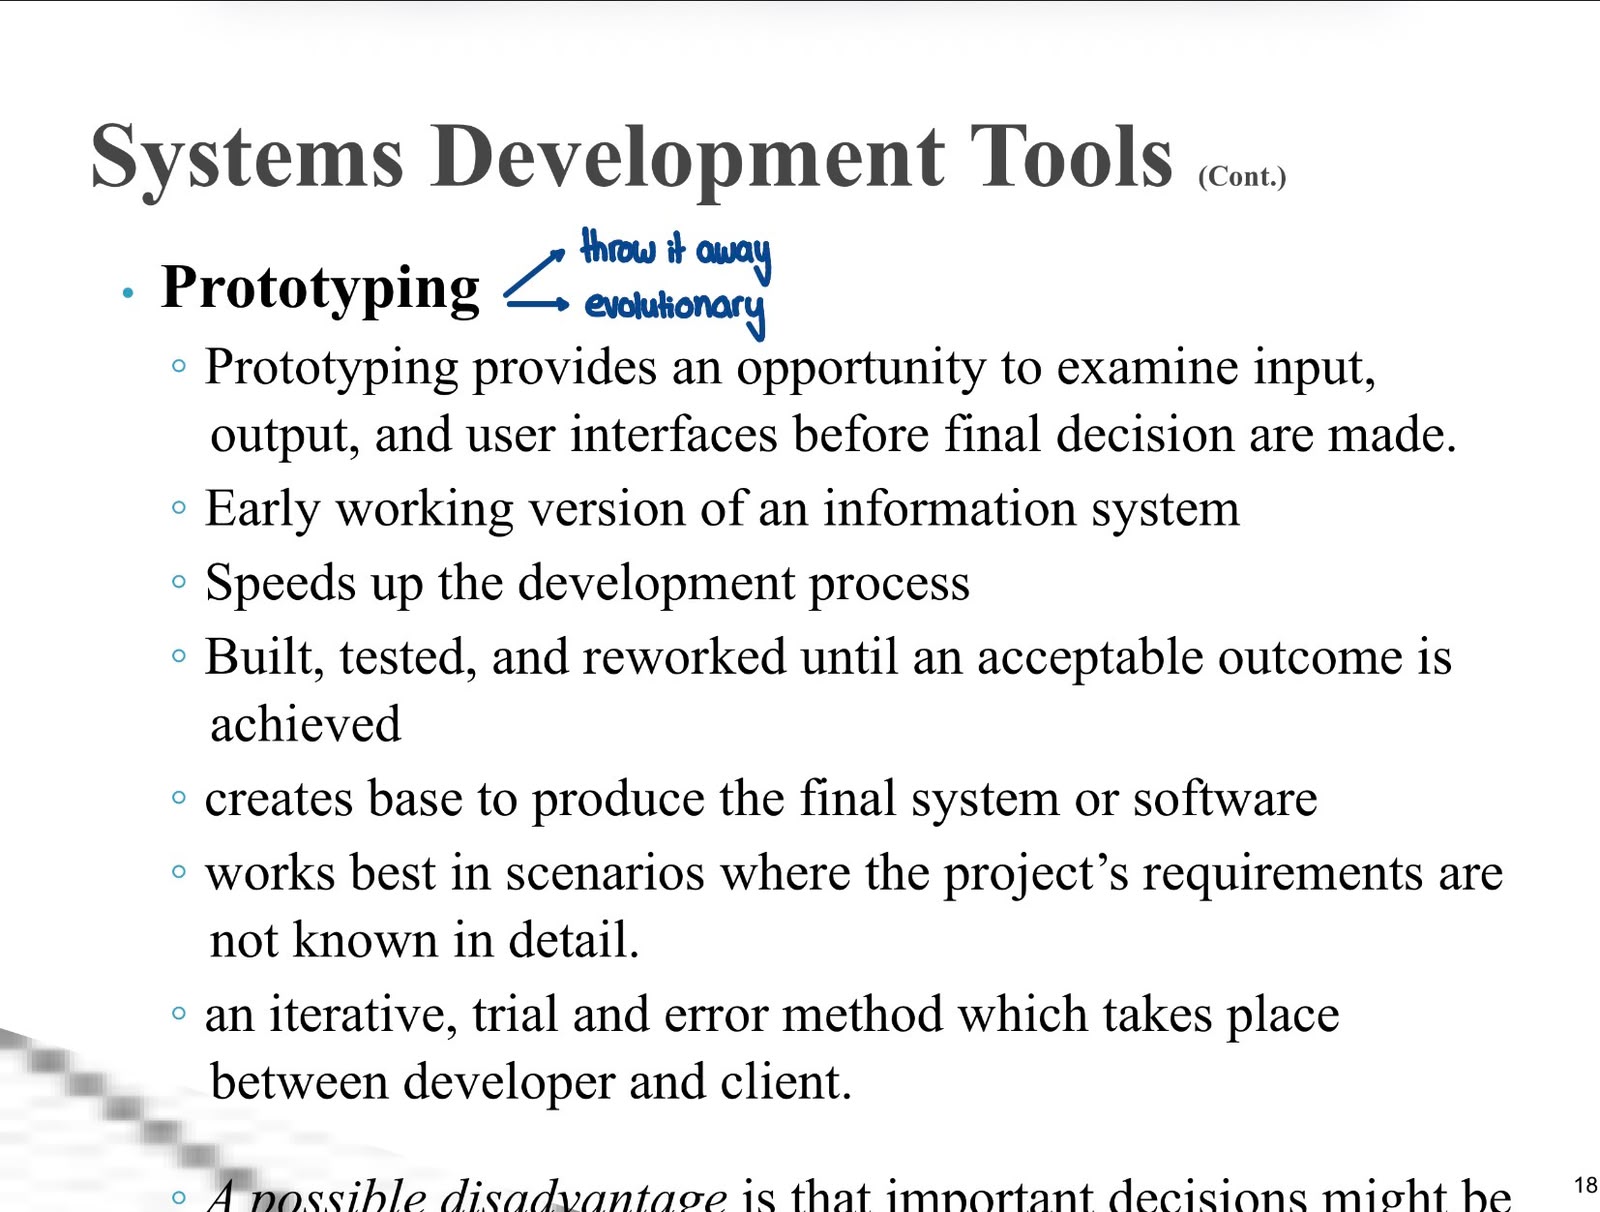 Systems Development Tools (Cont.)
throw it away
• Prototyping
evolutionary
◦ Prototyping provides an opportunity to examine input,
output, and user interfaces before final decision are made.
◦ Early working version of an information system
◦ Speeds up the development process
◦ Built, tested, and reworked until an acceptable outcome is
achieved
◦ creates base to produce the final system or software
◦ works best in scenarios where the project’s requirements are
not known in detail.
◦ an iterative, trial and error method which takes place
between developer and client.
◦ A possible disadvantage is that important decisions might be
18